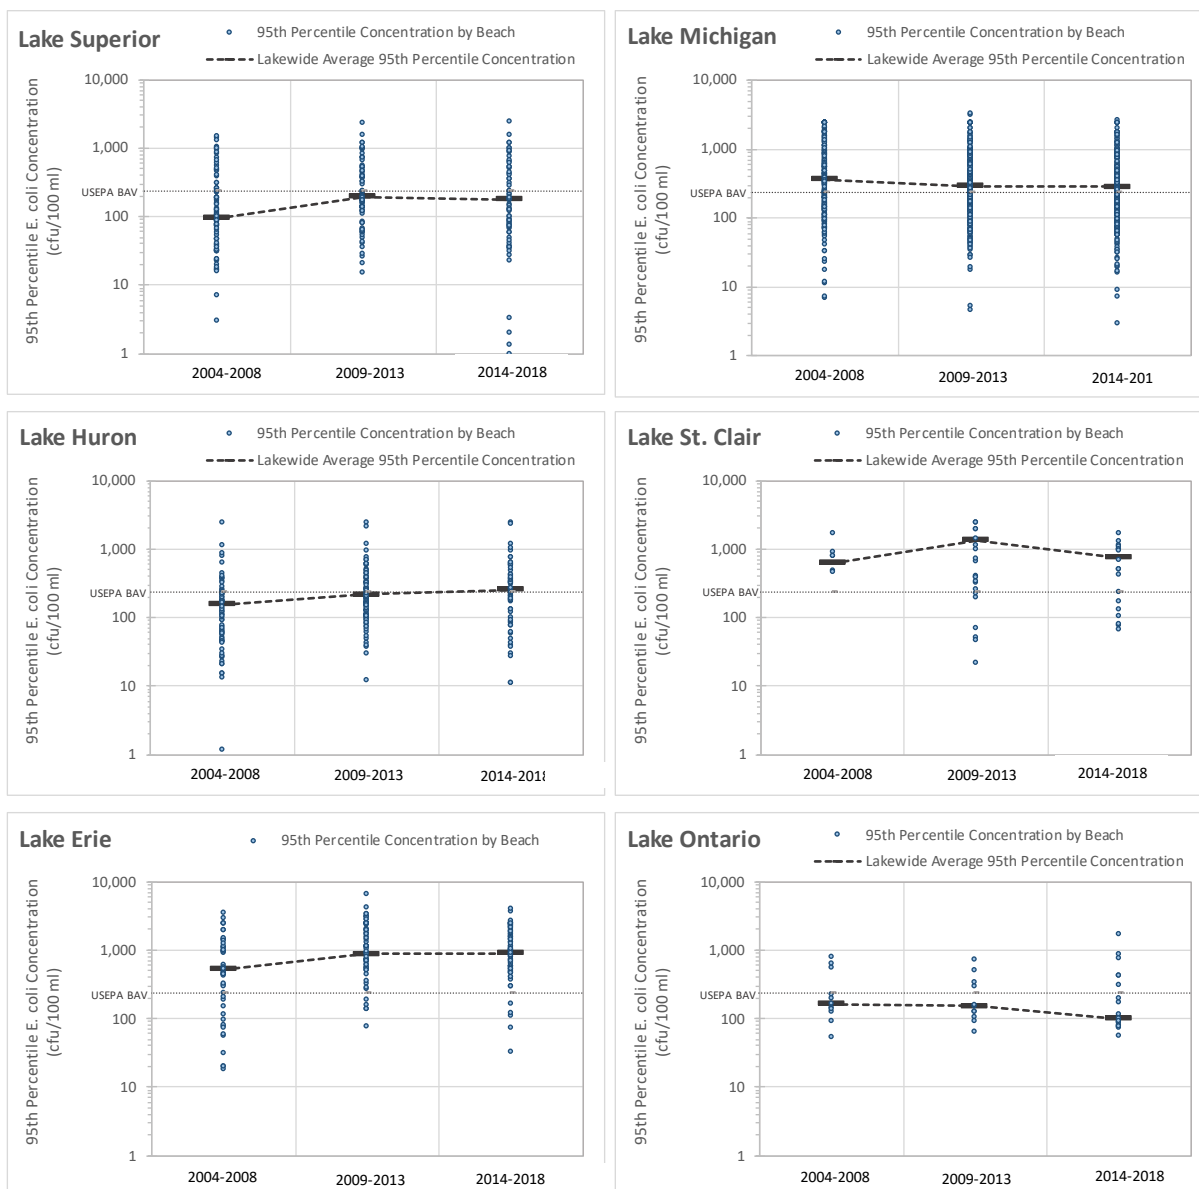 Lake Superior
95th Percentile Concentration by Beach
Lakewide Average 95th Percentile Concentration
95th Percentile E. coli Concentration
(cfu/100 ml)
10,000
1,000
USEPA BAV
100
10
1
2004-2008 2009-2013 2014-2018
Lake Michigan
95th Percentile Concentration by Beach
Lakewide Average 95th Percentile Concentration
95th Percentile E. coli Concentration
(cfu/100 ml)
10,000
1,000
USEPA BAV
100
10
1
2004-2008 2009-2013 2014-201
Lake Huron
95th Percentile Concentration by Beach
Lakewide Average 95th Percentile Concentration
95th Percentile E. coli Concentration
(cfu/100 ml)
10,000
1,000
USEPA BAV
100
10
1
2004-2008 2009-2013 2014-201
Lake St. Clair
95th Percentile Concentration by Beach
Lakewide Average 95th Percentile Concentration
95th Percentile E. coli Concentration
(cfu/100 ml)
10,000
1,000
USEPA BAV
100
10
1
2004-2008 2009-2013 2014-2018
Lake Erie
95th Percentile Concentration by Beach
95th Percentile E. coli Concentration
(cfu/100 ml)
10,000
1,000
USEPA BAV
100
10
1
2004-2008 2009-2013 2014-2018
Lake Ontario
95th Percentile Concentration by Beach
Lakewide Average 95th Percentile Concentration
95th Percentile E. coli Concentration
(cfu/100 ml)
10,000
1,000
USEPA BAV
100
10
1
2004-2008 2009-2013 2014-2018